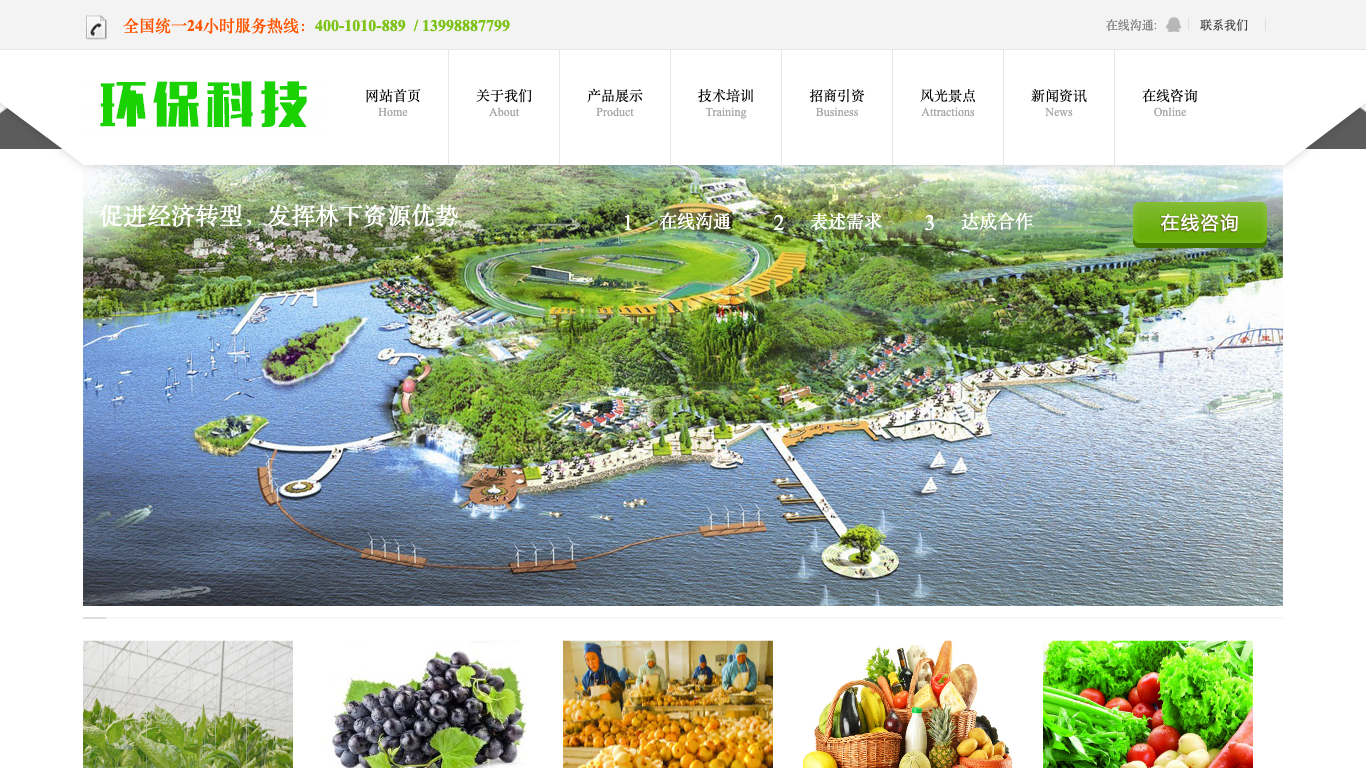 全国统一24小时服务热线：400-1010-889 / 13998887799
在线沟通:
联系我们
环保科技
网站首页
Home
关于我们
About
产品展示
Product
技术培训
Training
招商引资
Business
风光景点
Attractions
新闻资讯
News
在线咨询
Online
促进经济转型，发挥林下资源优势
1 在线沟通 2 表述需求 3 达成合作
在线咨询